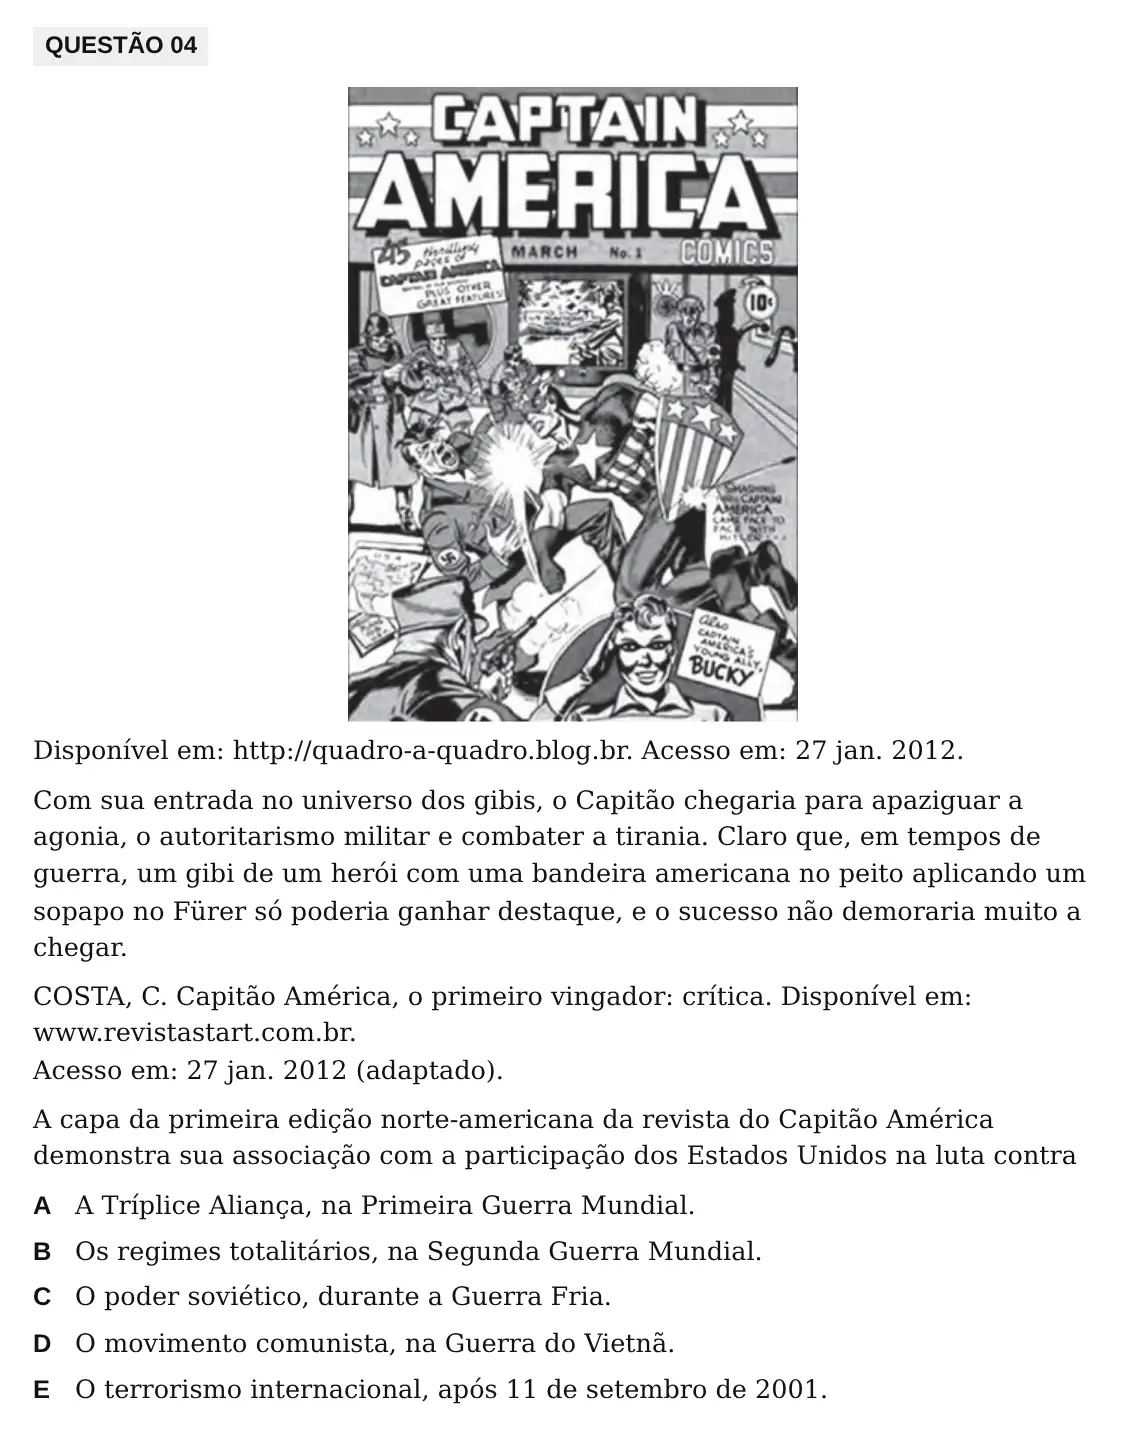 QUESTÃO 04
CAPTAIN
AMERICA
MARCH No. 1 COMICS
45 thrilling
pages of
CAPTAIN AMERICA
PLUS OTHER
GREAT FEATURES!
10¢
SMASHING
CAPTAIN
AMERICA
CAME FACE TO
FACE WITH
HITLER
Also
CAPTAIN
AMERICA'S
YOUNG ALLY,
BUCKY
Disponível em: http://quadro-a-quadro.blog.br. Acesso em: 27 jan. 2012.
Com sua entrada no universo dos gibis, o Capitão chegaria para apaziguar a
agonia, o autoritarismo militar e combater a tirania. Claro que, em tempos de
guerra, um gibi de um herói com uma bandeira americana no peito aplicando um
sopapo no Fürer só poderia ganhar destaque, e o sucesso não demoraria muito a
chegar.
COSTA, C. Capitão América, o primeiro vingador: crítica. Disponível em:
www.revistastart.com.br.
Acesso em: 27 jan. 2012 (adaptado).
A capa da primeira edição norte-americana da revista do Capitão América
demonstra sua associação com a participação dos Estados Unidos na luta contra
A A Tríplice Aliança, na Primeira Guerra Mundial.
B Os regimes totalitários, na Segunda Guerra Mundial.
C O poder soviético, durante a Guerra Fria.
D O movimento comunista, na Guerra do Vietnã.
E O terrorismo internacional, após 11 de setembro de 2001.